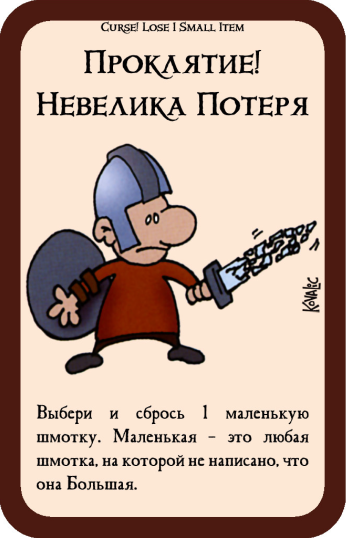 Curse! Lose 1 Small Item
Проклятие!
Невелика Потеря
Kovalic
Выбери и сбрось 1 маленькую
шмотку. Маленькая – это любая
шмотка, на которой не написано, что
она Большая.